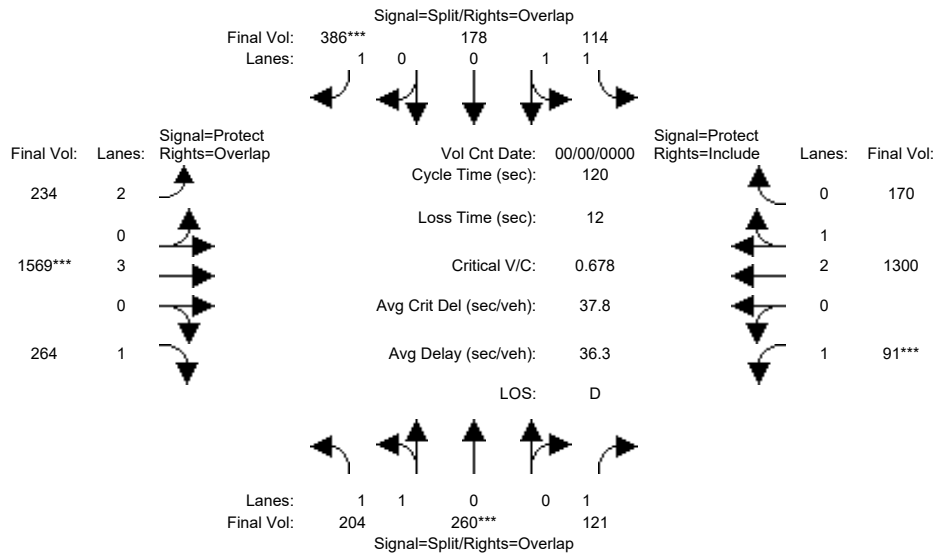 Signal=Split/Rights=Overlap
Final Vol: 386*** 178 114
Lanes: 1 0 0 1 1
Signal=Protect Signal=Protect
Final Vol: Lanes: Rights=Overlap Vol Cnt Date: 00/00/0000 Rights=Include Lanes: Final Vol:
Cycle Time (sec): 120
234 2 0 170
Loss Time (sec): 12
0 1
1569*** 3 Critical V/C: 0.678 2 1300
0 Avg Crit Del (sec/veh): 37.8 0
264 1 Avg Delay (sec/veh): 36.3 1 91***
LOS: D
Lanes: 1 1 0 0 1
Final Vol: 204 260*** 121
Signal=Split/Rights=Overlap